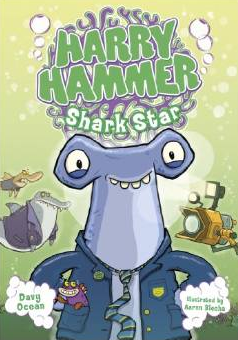 HARRY
HAMMER
Shark Star
Davy
Ocean
Illustrated by
Aaron Blecha